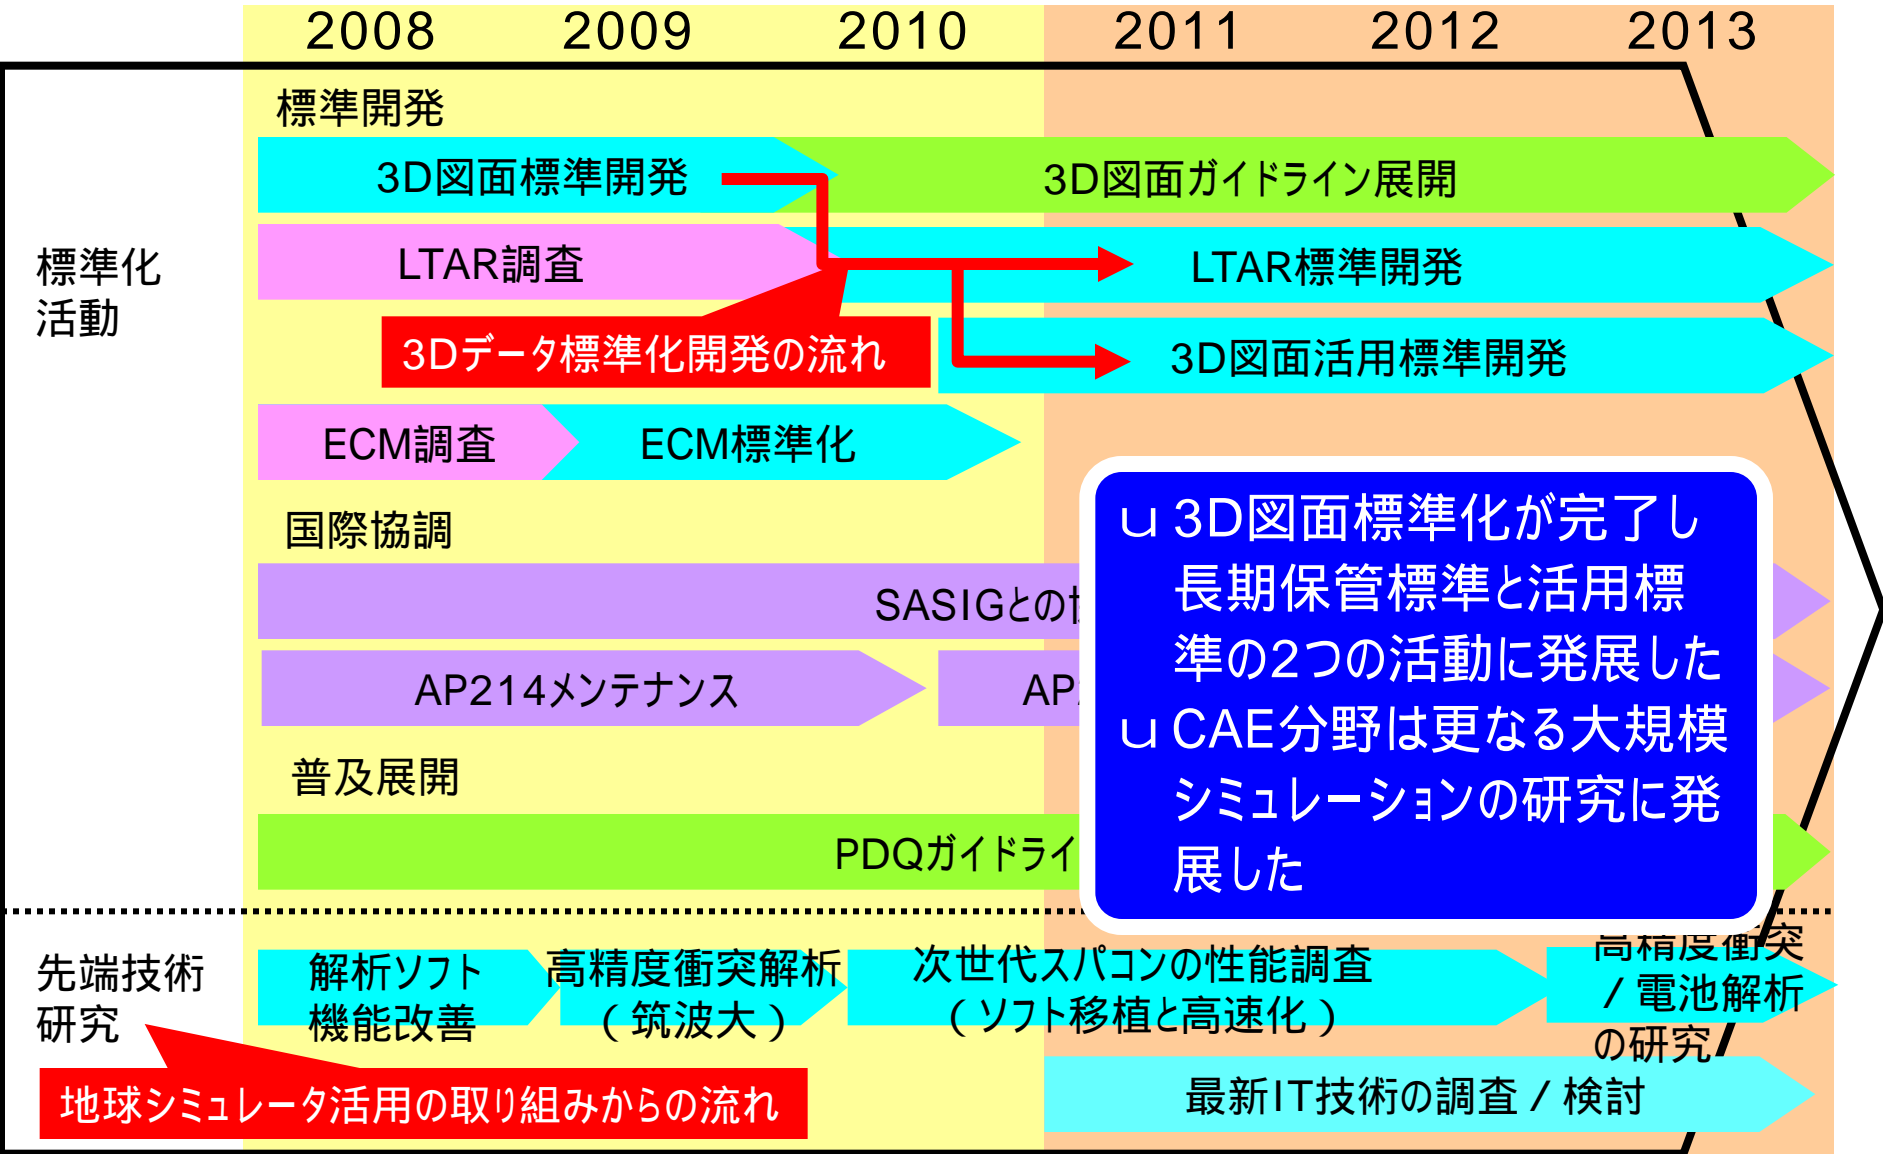 2008 2009 2010 2011 2012 2013
標準開発
3D図面標準開発
3D図面ガイドライン展開
標準化
活動
LTAR調査
LTAR標準開発
3Dデータ標準化開発の流れ
3D図面活用標準開発
ECM調査
ECM標準化
国際協調
SASIGとの
AP214メンテナンス
AP2
普及展開
PDQガイドライ
u 3D図面標準化が完了し
長期保管標準と活用標
準の2つの活動に発展した
u CAE分野は更なる大規模
シミュレーションの研究に発
展した
先端技術
研究
解析ソフト
機能改善
高精度衝突解析
(筑波大)
次世代スパコンの性能調査
(ソフト移植と高速化)
高精度衝突
/電池解析
の研究
地球シミュレータ活用の取り組みからの流れ
最新IT技術の調査/検討